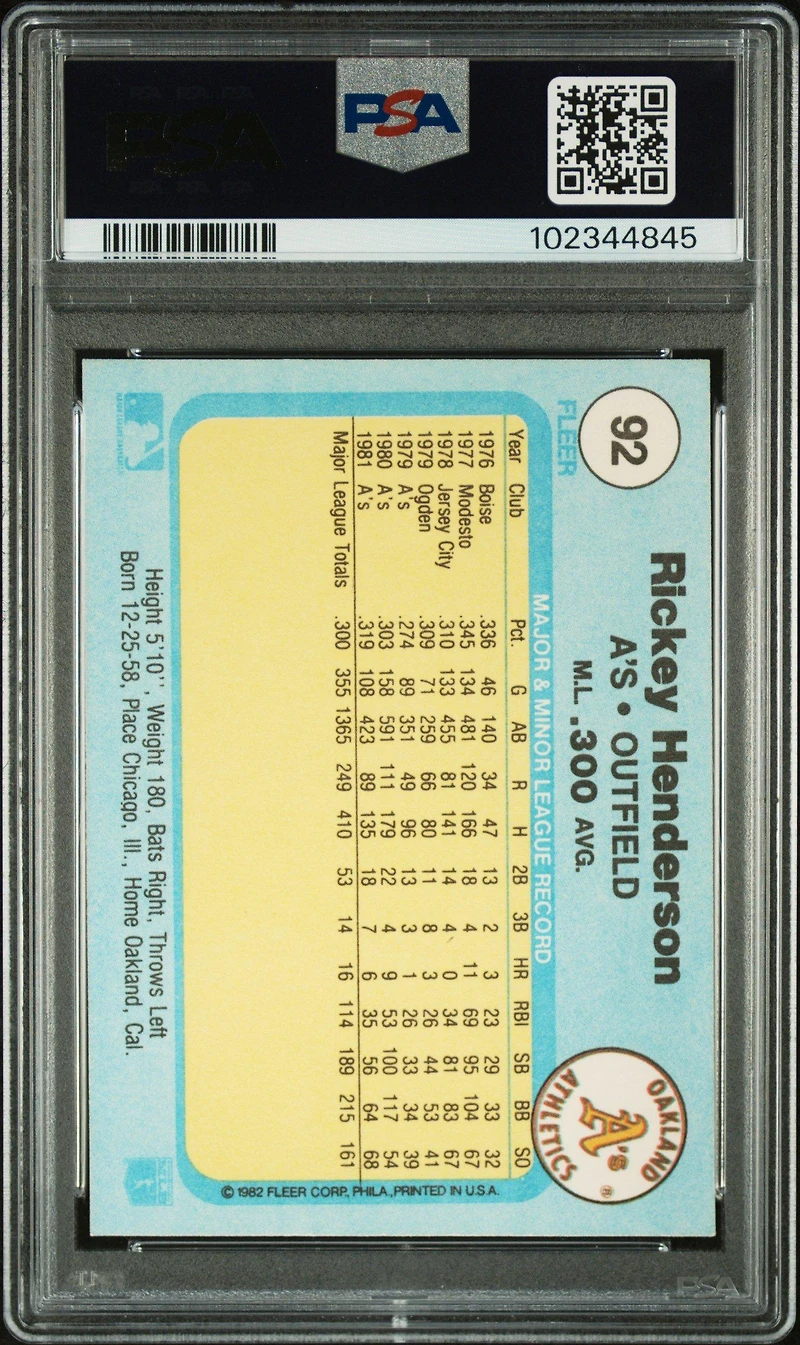 PSA
102344845
92
FLEER
Rickey Henderson
A'S • OUTFIELD
M.L. .300 AVG.
OAKLAND
A's
ATHLETICS
®
MAJOR & MINOR LEAGUE RECORD
Year Club Pct. G AB R H 2B 3B HR RBI SB BB SO
1976 Boise .336 46 140 34 47 13 2 3 23 29 33 32
1977 Modesto .345 134 481 120 166 18 4 11 69 95 104 67
1978 Jersey City .310 133 455 81 141 14 4 0 34 81 83 67
1979 Ogden .309 71 259 66 80 11 8 3 26 44 53 41
1979 A's .274 89 351 49 96 13 3 1 26 33 34 39
1980 A's .303 158 591 111 179 22 4 9 53 100 117 54
1981 A's .319 108 423 89 135 18 7 6 35 56 64 68
Major League Totals .300 355 1365 249 410 53 14 16 114 189 215 161
© 1982 FLEER CORP., PHILA., PRINTED IN U.S.A.
Height 5'10'', Weight 180, Bats Right, Throws Left
Born 12-25-58, Place Chicago, Ill., Home Oakland, Cal.
PSA